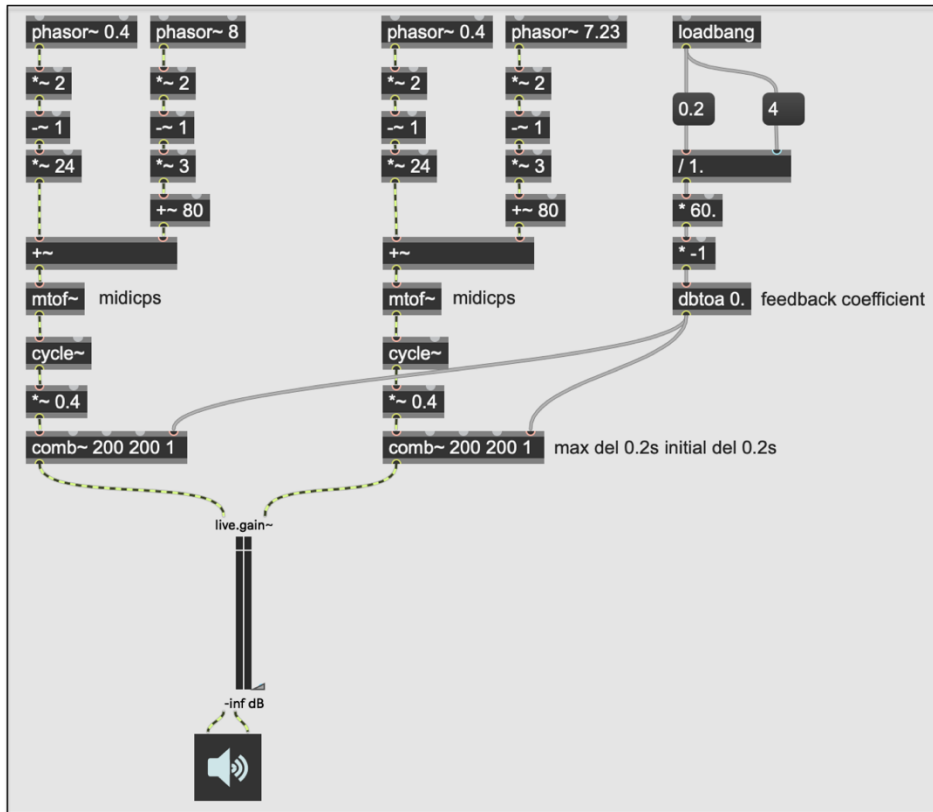 phasor~ 0.4
phasor~ 8
phasor~ 0.4
phasor~ 7.23
loadbang
*~ 2
*~ 2
*~ 2
*~ 2
0.2
4
-~ 1
-~ 1
-~ 1
-~ 1
*~ 24
*~ 3
*~ 24
*~ 3
/ 1.
+~ 80
+~ 80
* 60.
+~
+~
* -1
mtof~ midicps
mtof~ midicps
dbtoa 0. feedback coefficient
cycle~
cycle~
*~ 0.4
*~ 0.4
comb~ 200 200 1
comb~ 200 200 1 max del 0.2s initial del 0.2s
live.gain~
-inf dB